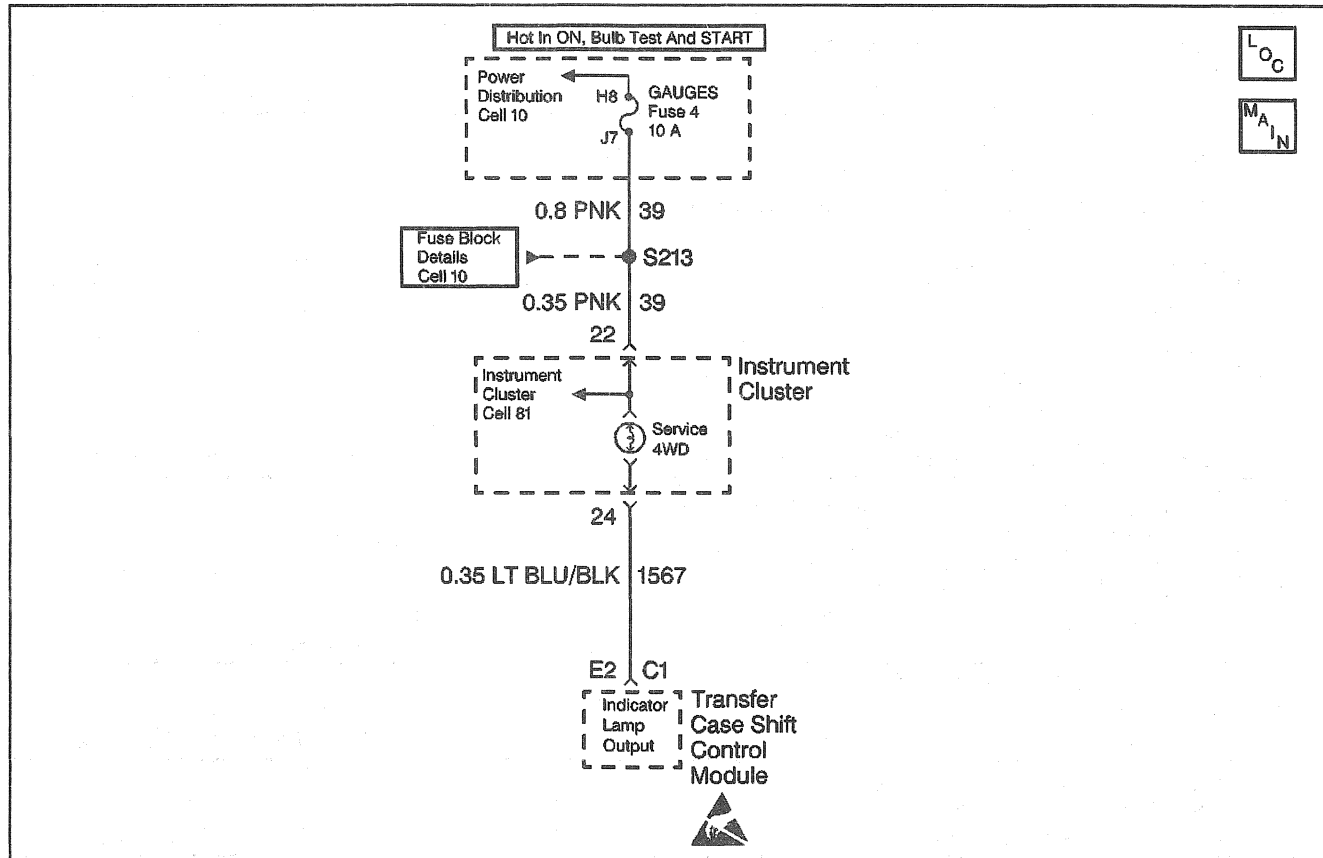 Hot In ON, Bulb Test And START
LOC
MAIN
Power
Distribution
Cell 10
H8
GAUGES
Fuse 4
10 A
J7
0.8 PNK 39
Fuse Block
Details
Cell 10
S213
0.35 PNK 39
22
Instrument
Cluster
Cell 81
Instrument
Cluster
Service
4WD
24
0.35 LT BLU/BLK 1567
E2 C1
Indicator
Lamp
Output
Transfer
Case Shift
Control
Module